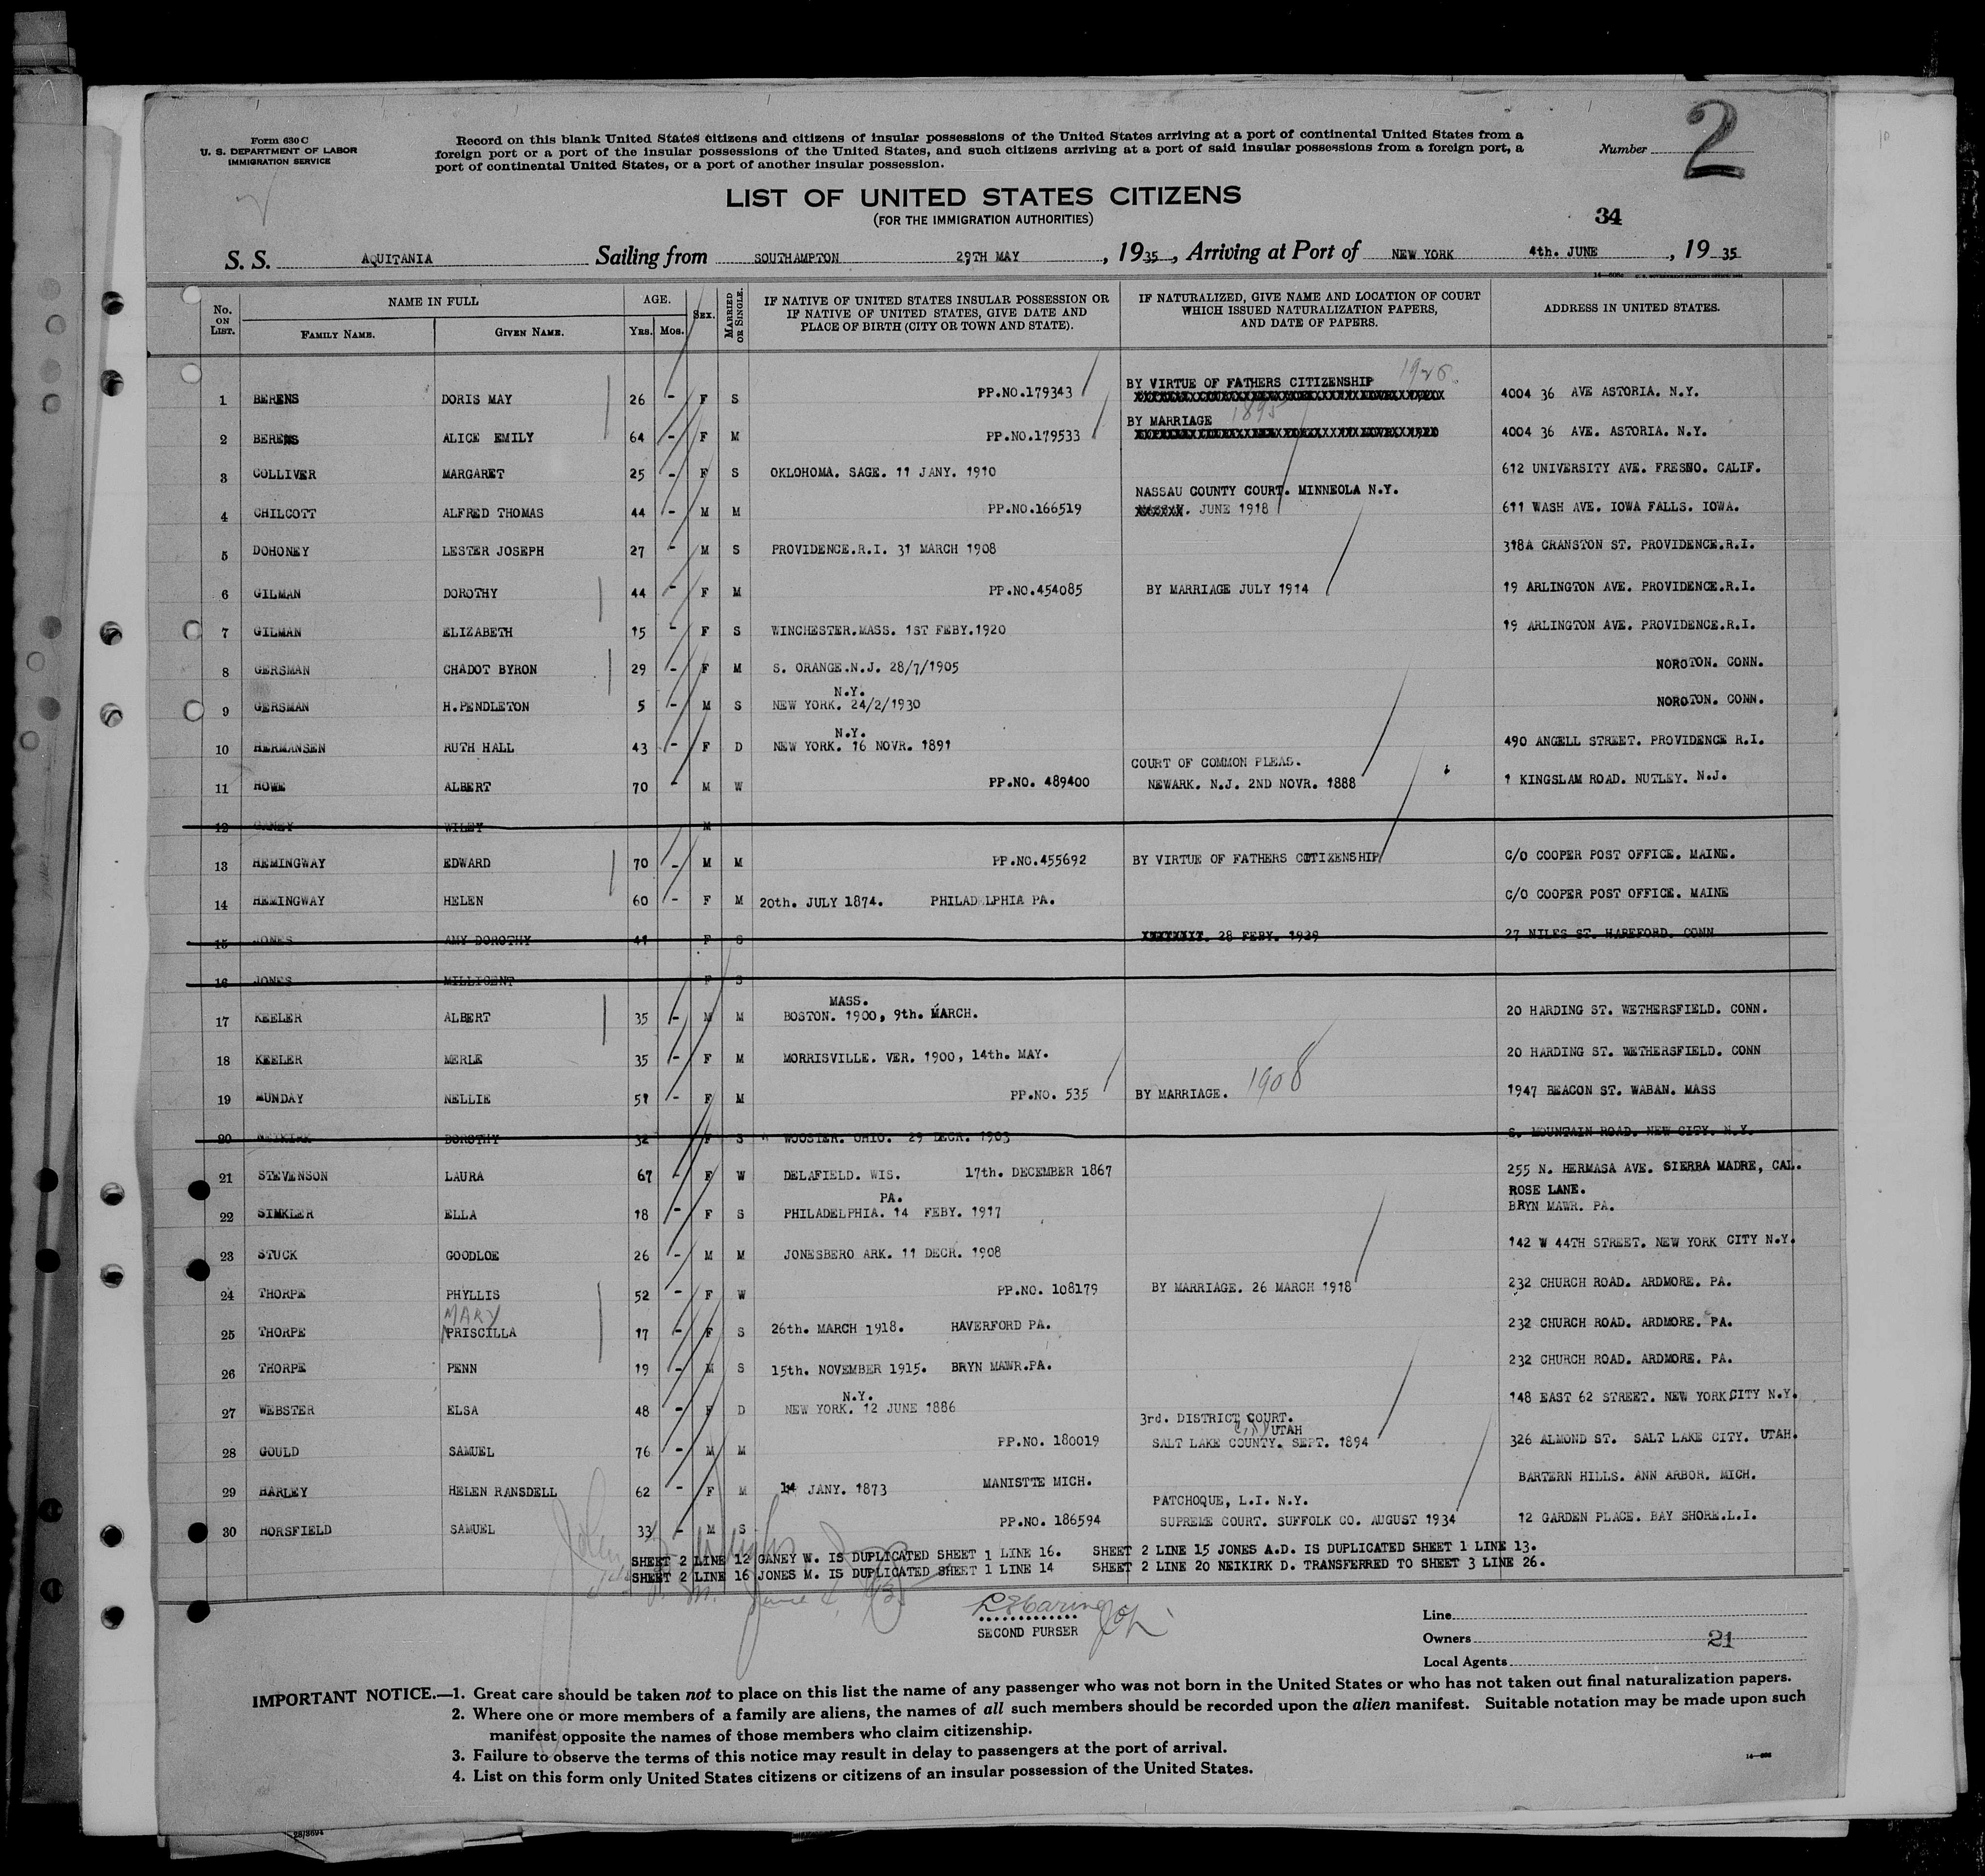 Form 630 C
U. S. DEPARTMENT OF LABOR
IMMIGRATION SERVICE
Record on this blank United States citizens and citizens of insular possessions of the United States arriving at a port of continental United States from a
foreign port or a port of the insular possessions of the United States, and such citizens arriving at a port of said insular possessions from a foreign port, a
port of continental United States, or a port of another insular possession.
Number 2
LIST OF UNITED STATES CITIZENS
(FOR THE IMMIGRATION AUTHORITIES)
34
S. S. AQUITANIA Sailing from SOUTHAMPTON 29TH MAY, 1935, Arriving at Port of NEW YORK 4th. JUNE, 1935
No. ON LIST. NAME IN FULL FAMILY NAME. GIVEN NAME. AGE. YRS. MOS. SEX. MARRIED OR SINGLE. IF NATIVE OF UNITED STATES INSULAR POSSESSION OR IF NATIVE OF UNITED STATES, GIVE DATE AND PLACE OF BIRTH (CITY OR TOWN AND STATE). IF NATURALIZED, GIVE NAME AND LOCATION OF COURT WHICH ISSUED NATURALIZATION PAPERS, AND DATE OF PAPERS. ADDRESS IN UNITED STATES.
1 BERENS DORIS MAY 26 - F S PP.NO.179343 BY VIRTUE OF FATHERS CITIZENSHIP 4004 36 AVE ASTORIA. N.Y.
2 BERENS ALICE EMILY 64 - F M PP.NO.179533 BY MARRIAGE 1895 4004 36 AVE. ASTORIA. N.Y.
3 COLLIVER MARGARET 25 - F S OKLOHOMA. SAGE. 11 JANY. 1910 612 UNIVERSITY AVE. FRESNO. CALIF.
4 CHILCOTT ALFRED THOMAS 44 - M M PP.NO.166519 NASSAU COUNTY COURT. MINNEOLA N.Y. JUNE 1918 611 WASH AVE. IOWA FALLS. IOWA.
5 DOHONEY LESTER JOSEPH 27 - M S PROVIDENCE.R.I. 31 MARCH 1908 318A CRANSTON ST. PROVIDENCE.R.I.
6 GILMAN DOROTHY 44 - F M PP.NO.454085 BY MARRIAGE JULY 1914 19 ARLINGTON AVE. PROVIDENCE.R.I.
7 GILMAN ELIZABETH 15 - F S WINCHESTER.MASS. 1ST FEBY.1920 19 ARLINGTON AVE. PROVIDENCE.R.I.
8 GERSMAN CHADOT BYRON 29 - F M S. ORANGE.N.J. 28/7/1905 NOROTON. CONN.
9 GERSMAN H.PENDLETON 5 - M S NEW YORK. N.Y. 24/2/1930 NOROTON. CONN.
10 HERMANSEN RUTH HALL 43 - F D NEW YORK. N.Y. 16 NOVR. 1891 490 ANGELL STREET. PROVIDENCE R.I.
11 HOWE ALBERT 70 - M W PP.NO. 489400 COURT OF COMMON PLEAS. NEWARK. N.J. 2ND NOVR. 1888 1 KINGSLAM ROAD. NUTLEY. N.J.
12 GANEY WILEY M
13 HEMINGWAY EDWARD 70 - M M PP.NO.455692 BY VIRTUE OF FATHERS CITIZENSHIP C/O COOPER POST OFFICE. MAINE.
14 HEMINGWAY HELEN 60 - F M 20th. JULY 1874. PHILADELPHIA PA. C/O COOPER POST OFFICE. MAINE
15 JONES AMY DOROTHY 41 F S 28 FEBY. 1929 27 NILES ST. HAREFORD. CONN
16 JONES MILLICENT F S
17 KEELER ALBERT 35 - M M BOSTON. MASS. 1900, 9th. MARCH. 20 HARDING ST. WETHERSFIELD. CONN.
18 KEELER MERLE 35 - F M MORRISVILLE. VER. 1900, 14th. MAY. 20 HARDING ST. WETHERSFIELD. CONN
19 MUNDAY NELLIE 51 - F M PP.NO. 535 BY MARRIAGE. 1908 1947 BEACON ST. WABAN. MASS
20 NEIKIRK DOROTHY 32 F S WOOSTER. OHIO. 29 DECR. 1903 S. MOUNTAIN ROAD. NEW CITY. N.Y.
21 STEVENSON LAURA 67 - F W DELAFIELD. WIS. 17th. DECEMBER 1867 255 N. HERMASA AVE. SIERRA MADRE, CAL.
22 SINKLER ELLA 18 - F S PHILADELPHIA. PA. 14 FEBY. 1917 ROSE LANE. BRYN MAWR. PA.
23 STUCK GOODLOE 26 - M M JONESBERO ARK. 11 DECR. 1908 142 W 44TH STREET. NEW YORK CITY N.Y.
24 THORPE PHYLLIS 52 - F W PP.NO. 108179 BY MARRIAGE. 26 MARCH 1918 232 CHURCH ROAD. ARDMORE. PA.
25 THORPE MARY PRISCILLA 17 - F S 26th. MARCH 1918. HAVERFORD PA. 232 CHURCH ROAD. ARDMORE. PA.
26 THORPE PENN 19 - M S 15th. NOVEMBER 1915. BRYN MAWR.PA. 232 CHURCH ROAD. ARDMORE. PA.
27 WEBSTER ELSA 48 - F D NEW YORK. N.Y. 12 JUNE 1886 148 EAST 62 STREET. NEW YORK CITY N.Y.
28 GOULD SAMUEL 76 - M M PP.NO. 180019 3rd. DISTRICT COURT. UTAH SALT LAKE COUNTY. SEPT. 1894 326 ALMOND ST. SALT LAKE CITY. UTAH.
29 HARLEY HELEN RANSDELL 62 - F M 14 JANY. 1873 MANISTTE MICH. BARTERN HILLS. ANN ARBOR. MICH.
30 HORSFIELD SAMUEL 33 - M S PP.NO. 186594 PATCHOQUE, L.I. N.Y. SUPREME COURT. SUFFOLK CO. AUGUST 1934 12 GARDEN PLACE. BAY SHORE.L.I.
SHEET 2 LINE 12 GANEY W. IS DUPLICATED SHEET 1 LINE 16. SHEET 2 LINE 15 JONES A.D. IS DUPLICATED SHEET 1 LINE 13.
SHEET 2 LINE 16 JONES M. IS DUPLICATED SHEET 1 LINE 14 SHEET 2 LINE 20 NEIKIRK D. TRANSFERRED TO SHEET 3 LINE 26.
SECOND PURSER
Line
Owners 21
Local Agents
IMPORTANT NOTICE.—1. Great care should be taken not to place on this list the name of any passenger who was not born in the United States or who has not taken out final naturalization papers.
2. Where one or more members of a family are aliens, the names of all such members should be recorded upon the alien manifest. Suitable notation may be made upon such
manifest opposite the names of those members who claim citizenship.
3. Failure to observe the terms of this notice may result in delay to passengers at the port of arrival.
4. List on this form only United States citizens or citizens of an insular possession of the United States.